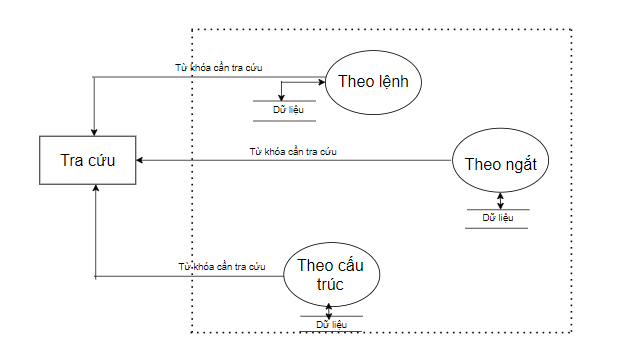 Từ khóa cần tra cứu
Theo lệnh
Dữ liệu
Từ khóa cần tra cứu
Tra cứu
Theo ngắt
Dữ liệu
Từ khóa cần tra cứu
Theo cấu
trúc
Dữ liệu